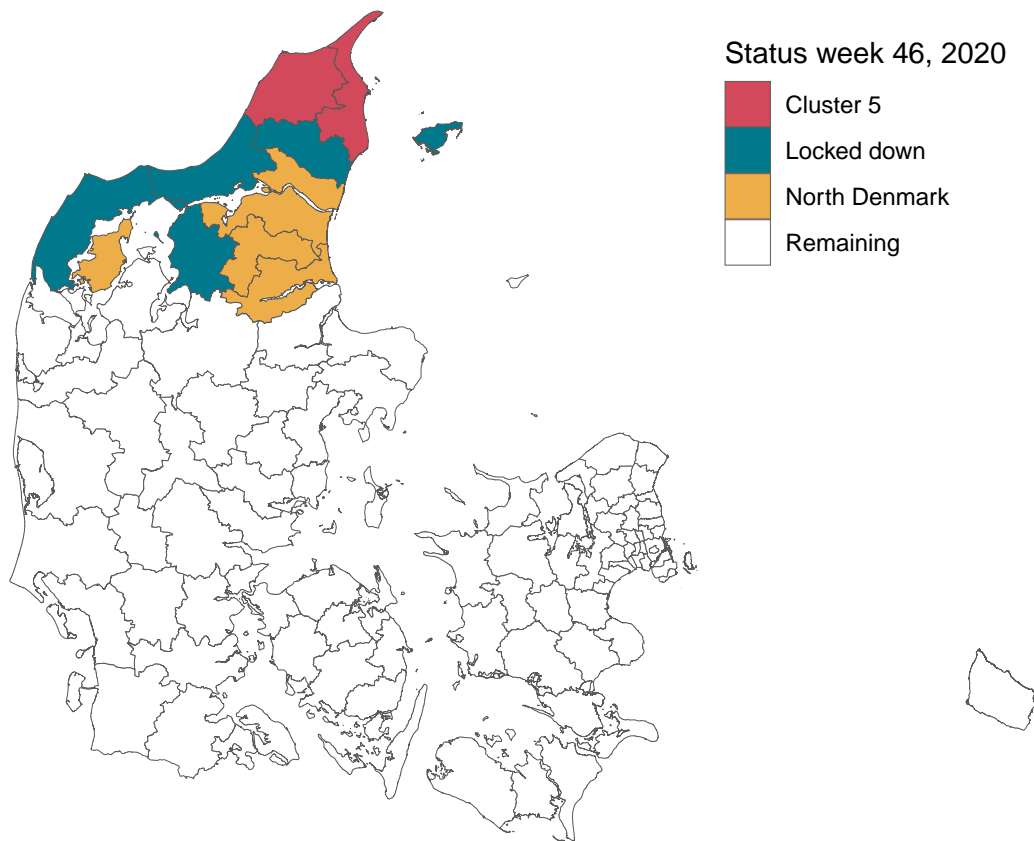 Status week 46, 2020
Cluster 5
Locked down
North Denmark
Remaining